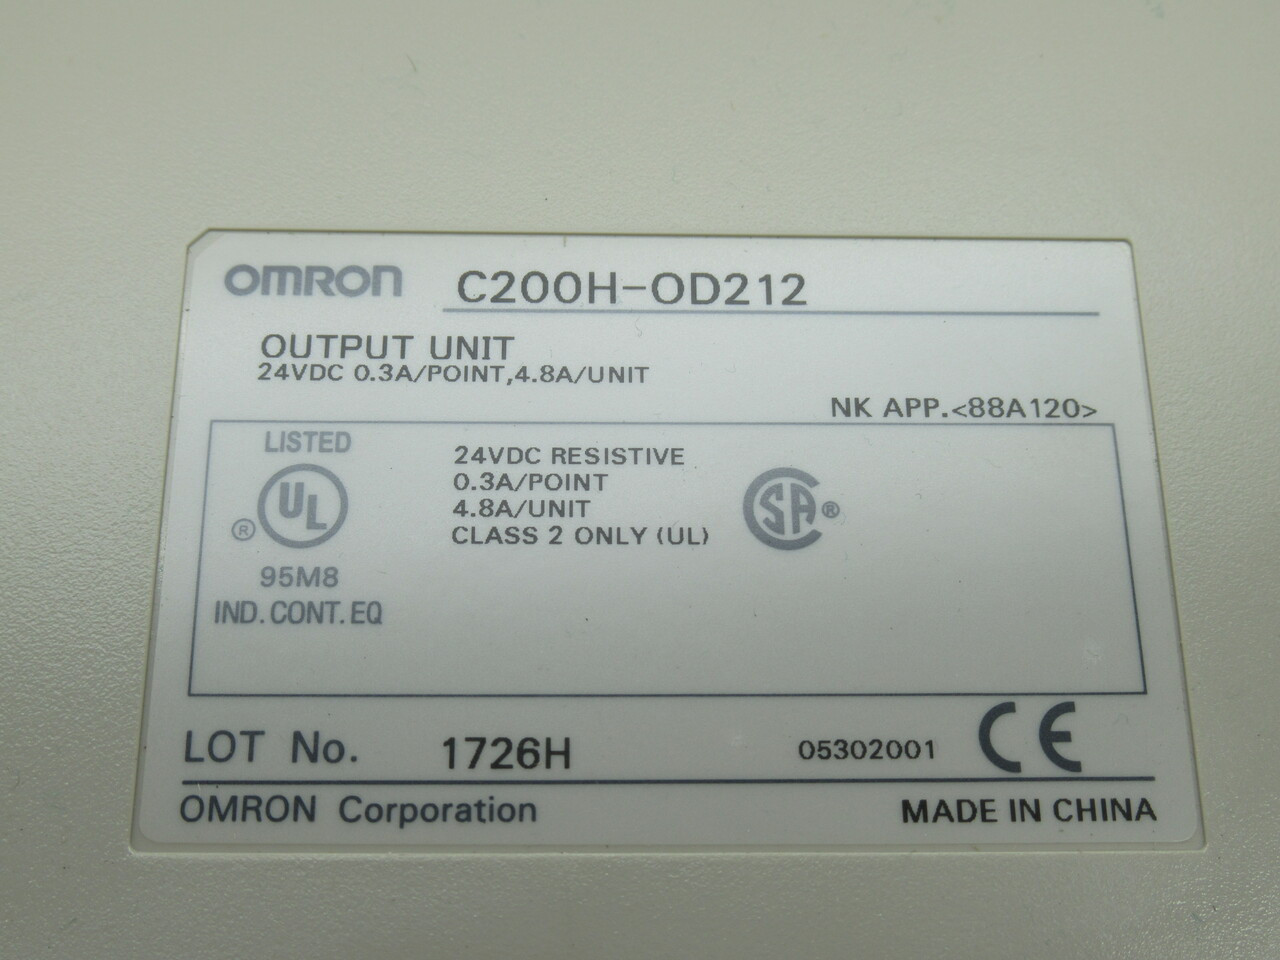 OMRON C200H-OD212
OUTPUT UNIT
24VDC 0.3A/POINT,4.8A/UNIT
NK APP.<88A120>
LISTED
UL ®
95M8
IND. CONT. EQ
24VDC RESISTIVE
0.3A/POINT
4.8A/UNIT
CLASS 2 ONLY (UL)
SA ®
LOT No. 1726H 05302001 CE
OMRON Corporation MADE IN CHINA